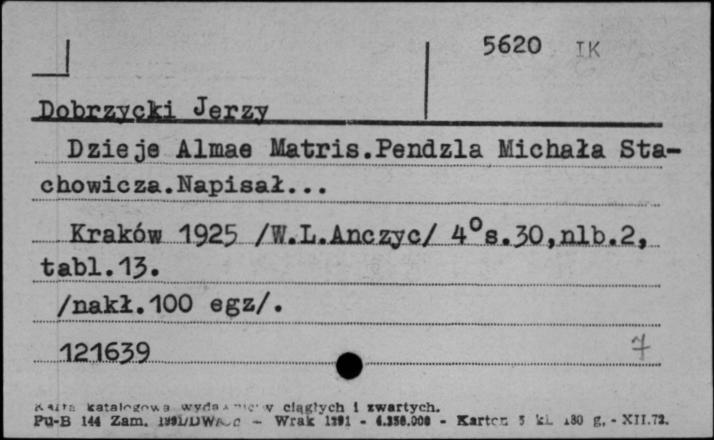 5620 IK
Dobrzycki Jerzy
Dzieje Almae Matris.Pendzla Michała Sta-
chowicza.Napisał...
Kraków 1925 /W.L.Anczyc/ 4°s.30,nlb.2,
tabl.13.
/nakł.100 egz/.
121639
7
Karta katalogowa wydawnictw ciągłych i zwartych.
Pu-B 144 Zam. - Wrak 1391 - Karton 3 kl. 180 g. - XII.72.